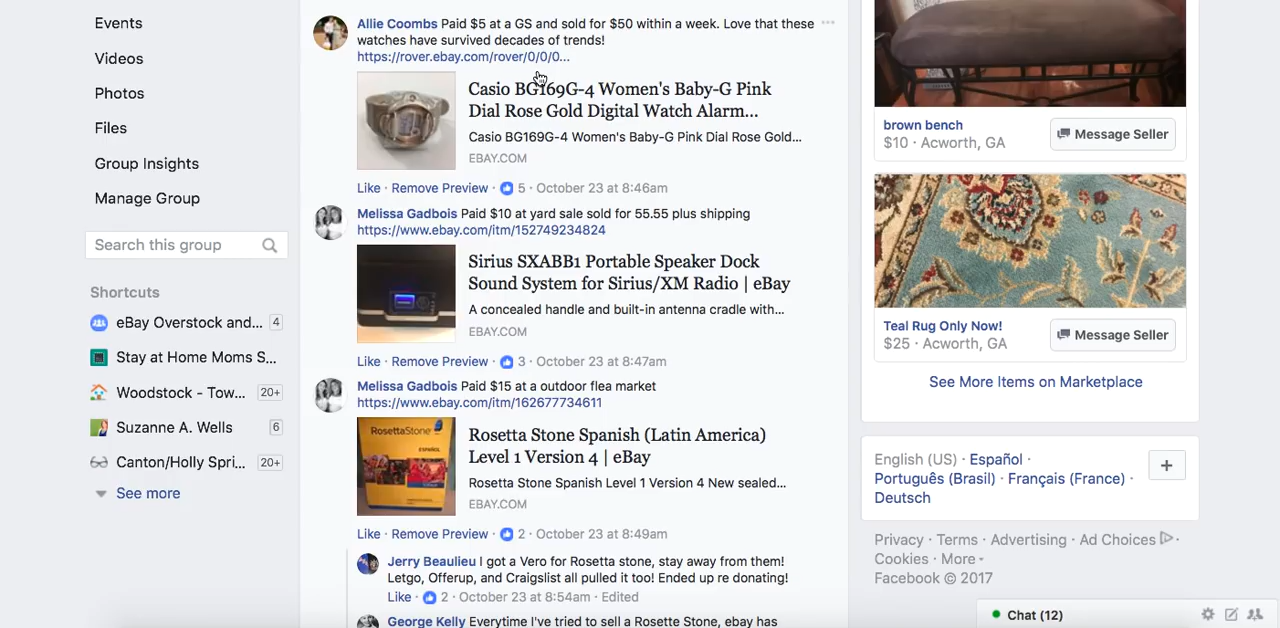 Events
Videos
Photos
Files
Group Insights
Manage Group
Search this group
Shortcuts
eBay Overstock and... 4
Stay at Home Moms S...
Woodstock - Tow... 20+
Suzanne A. Wells 6
Canton/Holly Spri... 20+
See more
Allie Coombs Paid $5 at a GS and sold for $50 within a week. Love that these
watches have survived decades of trends!
https://rover.ebay.com/rover/0/0/0...
Casio BG169G-4 Women's Baby-G Pink
Dial Rose Gold Digital Watch Alarm...
Casio BG169G-4 Women's Baby-G Pink Dial Rose Gold...
EBAY.COM
Like · Remove Preview · 5 · October 23 at 8:46am
Melissa Gadbois Paid $10 at yard sale sold for 55.55 plus shipping
https://www.ebay.com/itm/152749234824
Sirius SXABB1 Portable Speaker Dock
Sound System for Sirius/XM Radio | eBay
A concealed handle and built-in antenna cradle with...
EBAY.COM
Like · Remove Preview · 3 · October 23 at 8:47am
Melissa Gadbois Paid $15 at a outdoor flea market
https://www.ebay.com/itm/162677734611
RosettaStone
ESPAÑOL
Rosetta Stone Spanish (Latin America)
Level 1 Version 4 | eBay
Rosetta Stone Spanish Level 1 Version 4 New sealed...
EBAY.COM
Like · Remove Preview · 2 · October 23 at 8:49am
Jerry Beaulieu I got a Vero for Rosetta stone, stay away from them!
Letgo, Offerup, and Craigslist all pulled it too! Ended up re donating!
Like · 2 · October 23 at 8:54am · Edited
George Kelly Everytime I've tried to sell a Rosette Stone, ebay has
brown bench
$10 · Acworth, GA
Message Seller
Teal Rug Only Now!
$25 · Acworth, GA
Message Seller
See More Items on Marketplace
English (US) · Español ·
Português (Brasil) · Français (France) ·
Deutsch
Privacy · Terms · Advertising · Ad Choices ·
Cookies · More
Facebook © 2017
Chat (12)